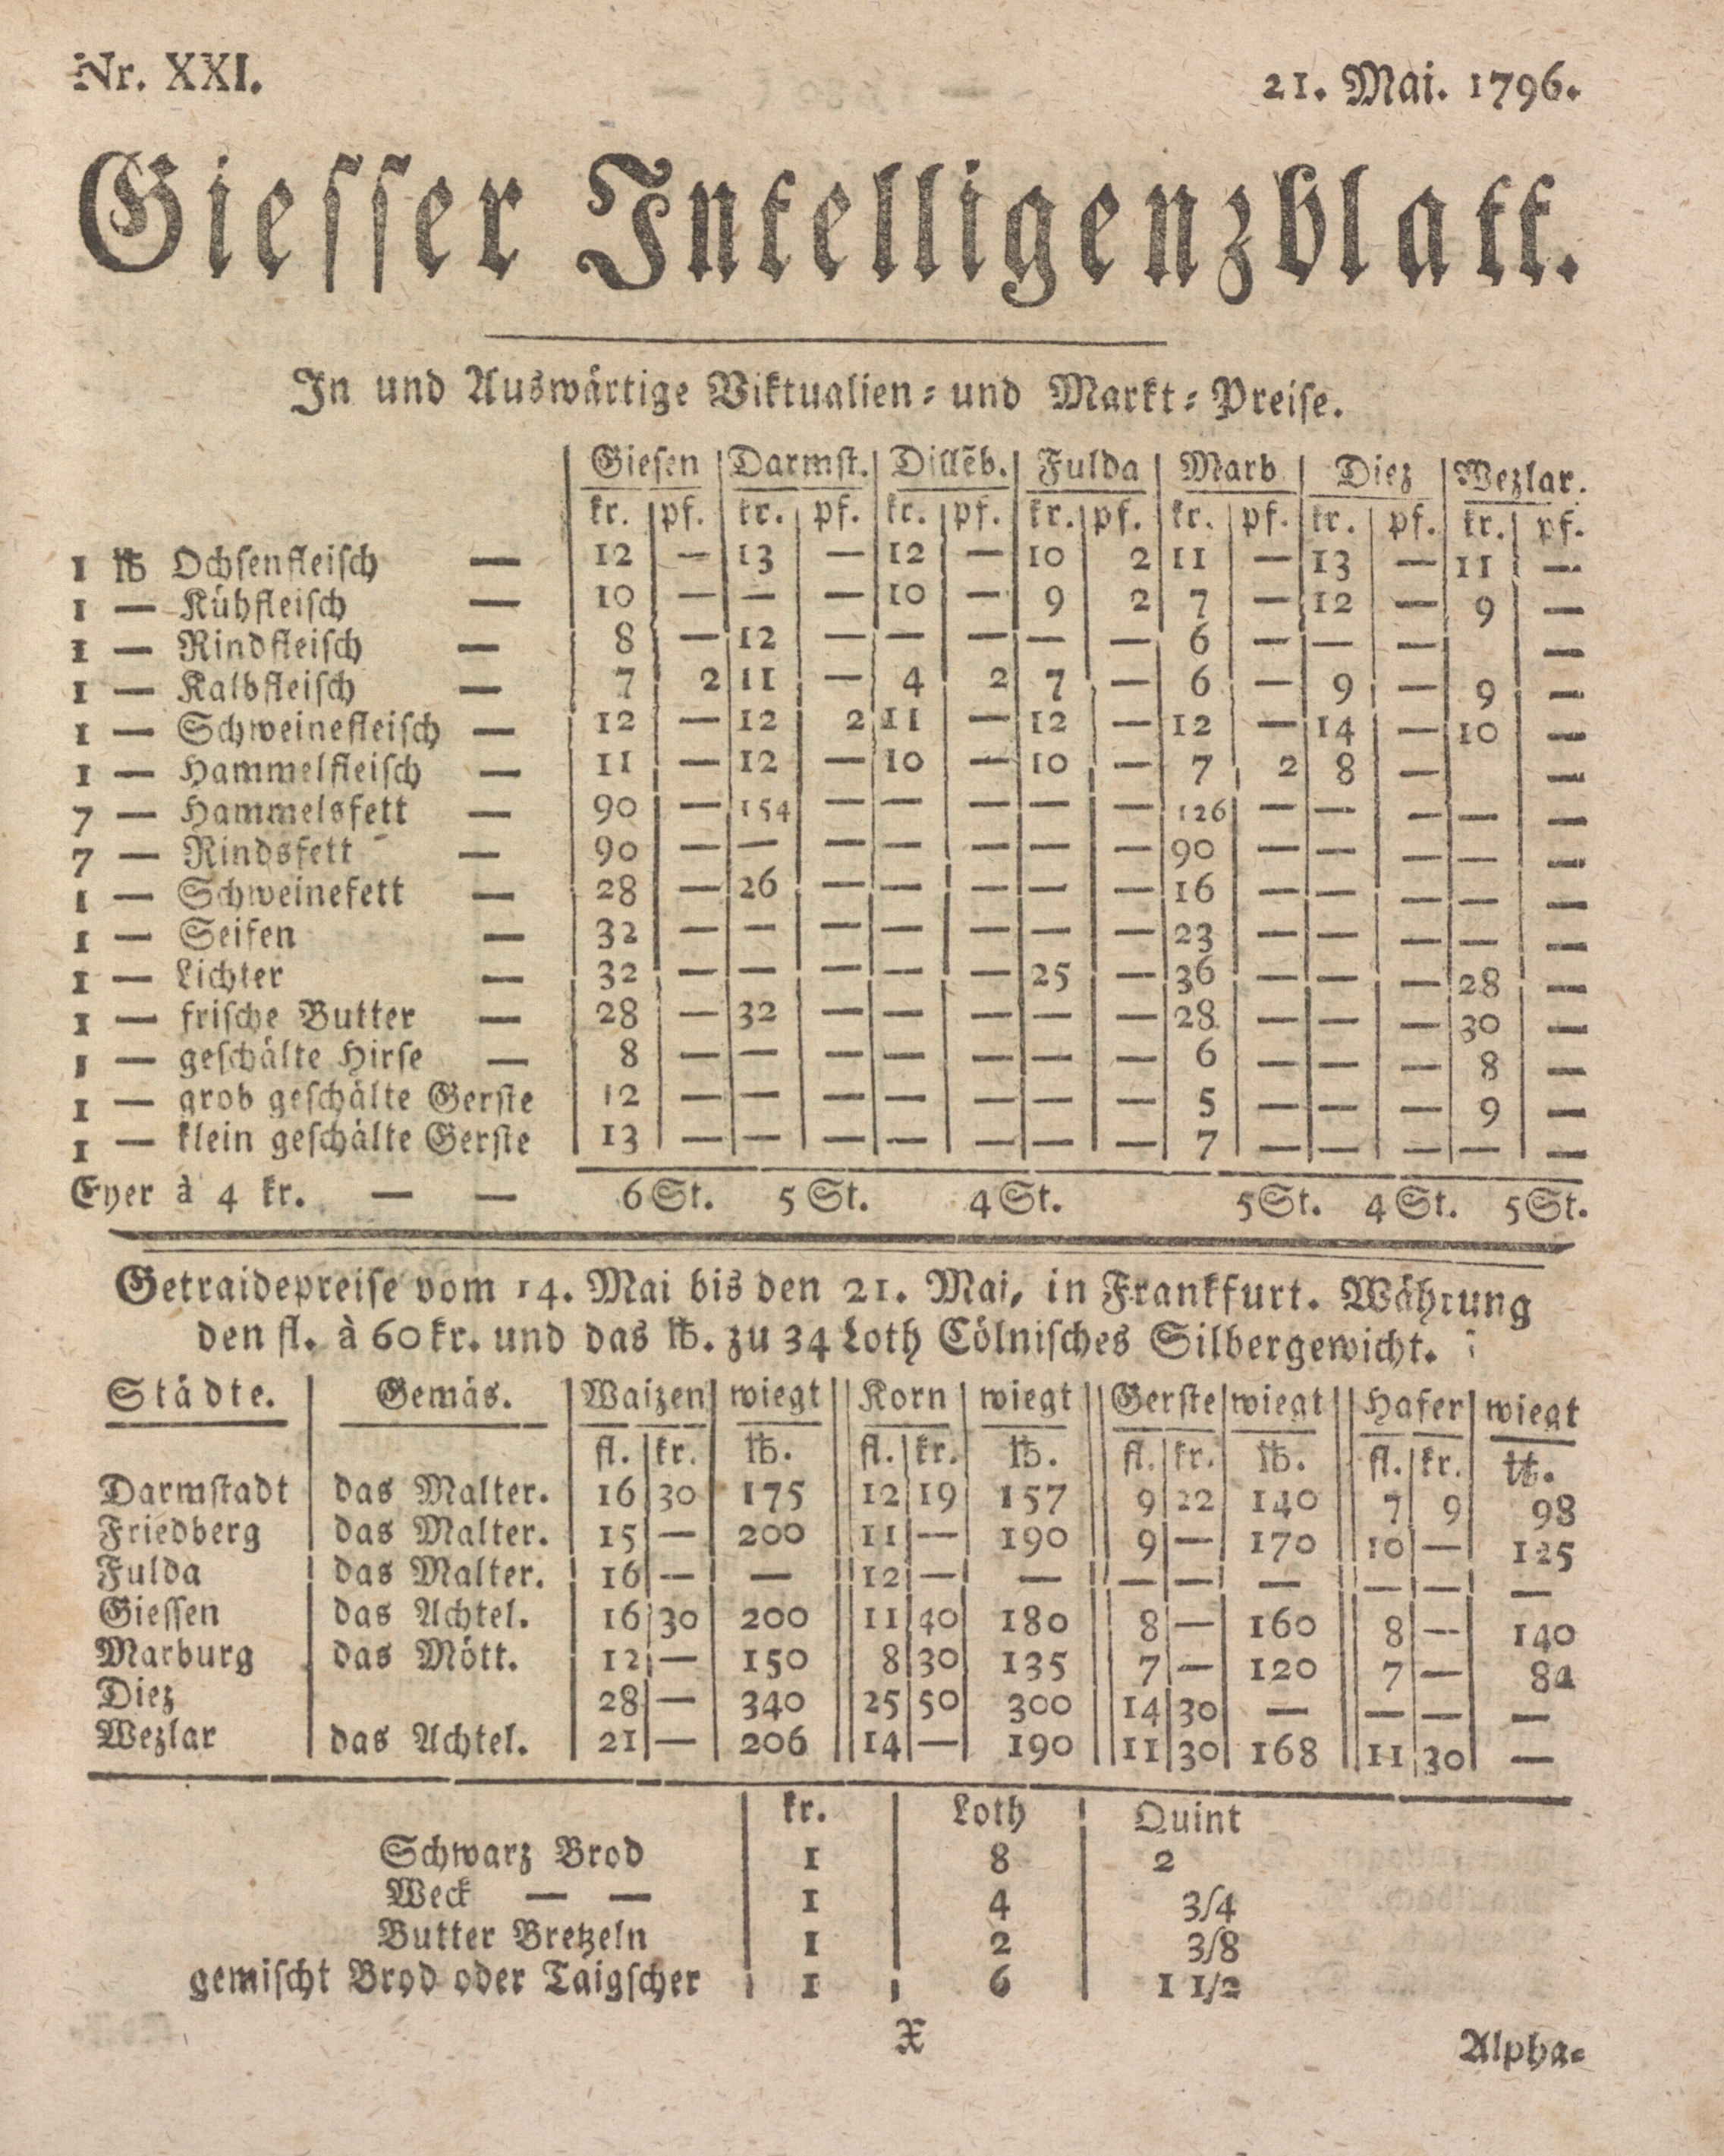 Nr. XXI. 21. Mai. 1796.
Giesser Intelligenzblatt.
In und Auswärtige Viktualien- und Markt-Preise.
Giesen | Darmst. | Dillēb. | Fulda | Marb | Diez | Wezlar.
kr. | pf. | kr. | pf. | kr. | pf. | kr. | pf. | kr. | pf. | kr. | pf. | kr. | pf.
1 ℔ Ochsenfleisch — 12 | — | 13 | — | 12 | — | 10 | 2 | 11 | — | 13 | — | 11 | —
1 — Kühfleisch — 10 | — | — | — | 10 | — | 9 | 2 | 7 | — | 12 | — | 9 | —
1 — Rindfleisch — 8 | — | 12 | — | — | — | — | — | 6 | — | — | — | | —
1 — Kalbfleisch — 7 | 2 | 11 | — | 4 | 2 | 7 | — | 6 | — | 9 | — | 9 | —
1 — Schweinefleisch — 12 | — | 12 | 2 | 11 | — | 12 | — | 12 | — | 14 | — | 10 | —
1 — Hammelfleisch — 11 | — | 12 | — | 10 | — | 10 | — | 7 | 2 | 8 | — | | —
7 — Hammelsfett — 90 | — | 154 | — | — | — | — | — | 126 | — | — | — | — | —
7 — Rindsfett — 90 | — | — | — | — | — | — | — | 90 | — | — | — | — | —
1 — Schweinefett — 28 | — | 26 | — | — | — | — | — | 16 | — | — | — | — | —
1 — Seifen — 32 | — | — | — | — | — | — | — | 23 | — | — | — | — | —
1 — Lichter — 32 | — | — | — | — | — | 25 | — | 36 | — | — | — | 28 | —
1 — frische Butter — 28 | — | 32 | — | — | — | — | — | 28 | — | — | — | 30 | —
1 — geschälte Hirse — 8 | — | — | — | — | — | — | — | 6 | — | — | — | 8 | —
1 — grob geschälte Gerste 12 | — | — | — | — | — | — | — | 5 | — | — | — | 9 | —
1 — klein geschälte Gerste 13 | — | — | — | — | — | — | — | 7 | — | — | — | — | —
Eyer à 4 kr. — — 6 St. 5 St. 4 St. 5 St. 4 St. 5 St.
Getraidepreise vom 14. Mai bis den 21. Mai, in Frankfurt. Währung
den fl. à 60 kr. und das ℔. zu 34 Loth Cölnisches Silbergewicht.
Städte. | Gemäs. | Waizen | wiegt || Korn | wiegt || Gerste | wiegt || Hafer | wiegt
fl. | kr. | ℔. || fl. | kr. | ℔. || fl. | kr. | ℔. || fl. | kr. | ℔.
Darmstadt | das Malter. | 16 | 30 | 175 || 12 | 19 | 157 || 9 | 22 | 140 || 7 | 9 | 98
Friedberg | das Malter. | 15 | — | 200 || 11 | — | 190 || 9 | — | 170 || 10 | — | 125
Fulda | das Malter. | 16 | — | — || 12 | — | — || — | — | — || — | — | —
Giessen | das Achtel. | 16 | 30 | 200 || 11 | 40 | 180 || 8 | — | 160 || 8 | — | 140
Marburg | das Mött. | 12 | — | 150 || 8 | 30 | 135 || 7 | — | 120 || 7 | — | 84
Diez | | 28 | — | 340 || 25 | 50 | 300 || 14 | 30 | — || — | — | —
Wezlar | das Achtel. | 21 | — | 206 || 14 | — | 190 || 11 | 30 | 168 || 11 | 30 | —
kr. | Loth | Quint
Schwarz Brod | 1 | 8 | 2
Weck — — | 1 | 4 | 3/4
Butter Bretzeln | 1 | 2 | 3/8
gemischt Brod oder Taigscher | 1 | 6 | 1 1/2
X Alpha-